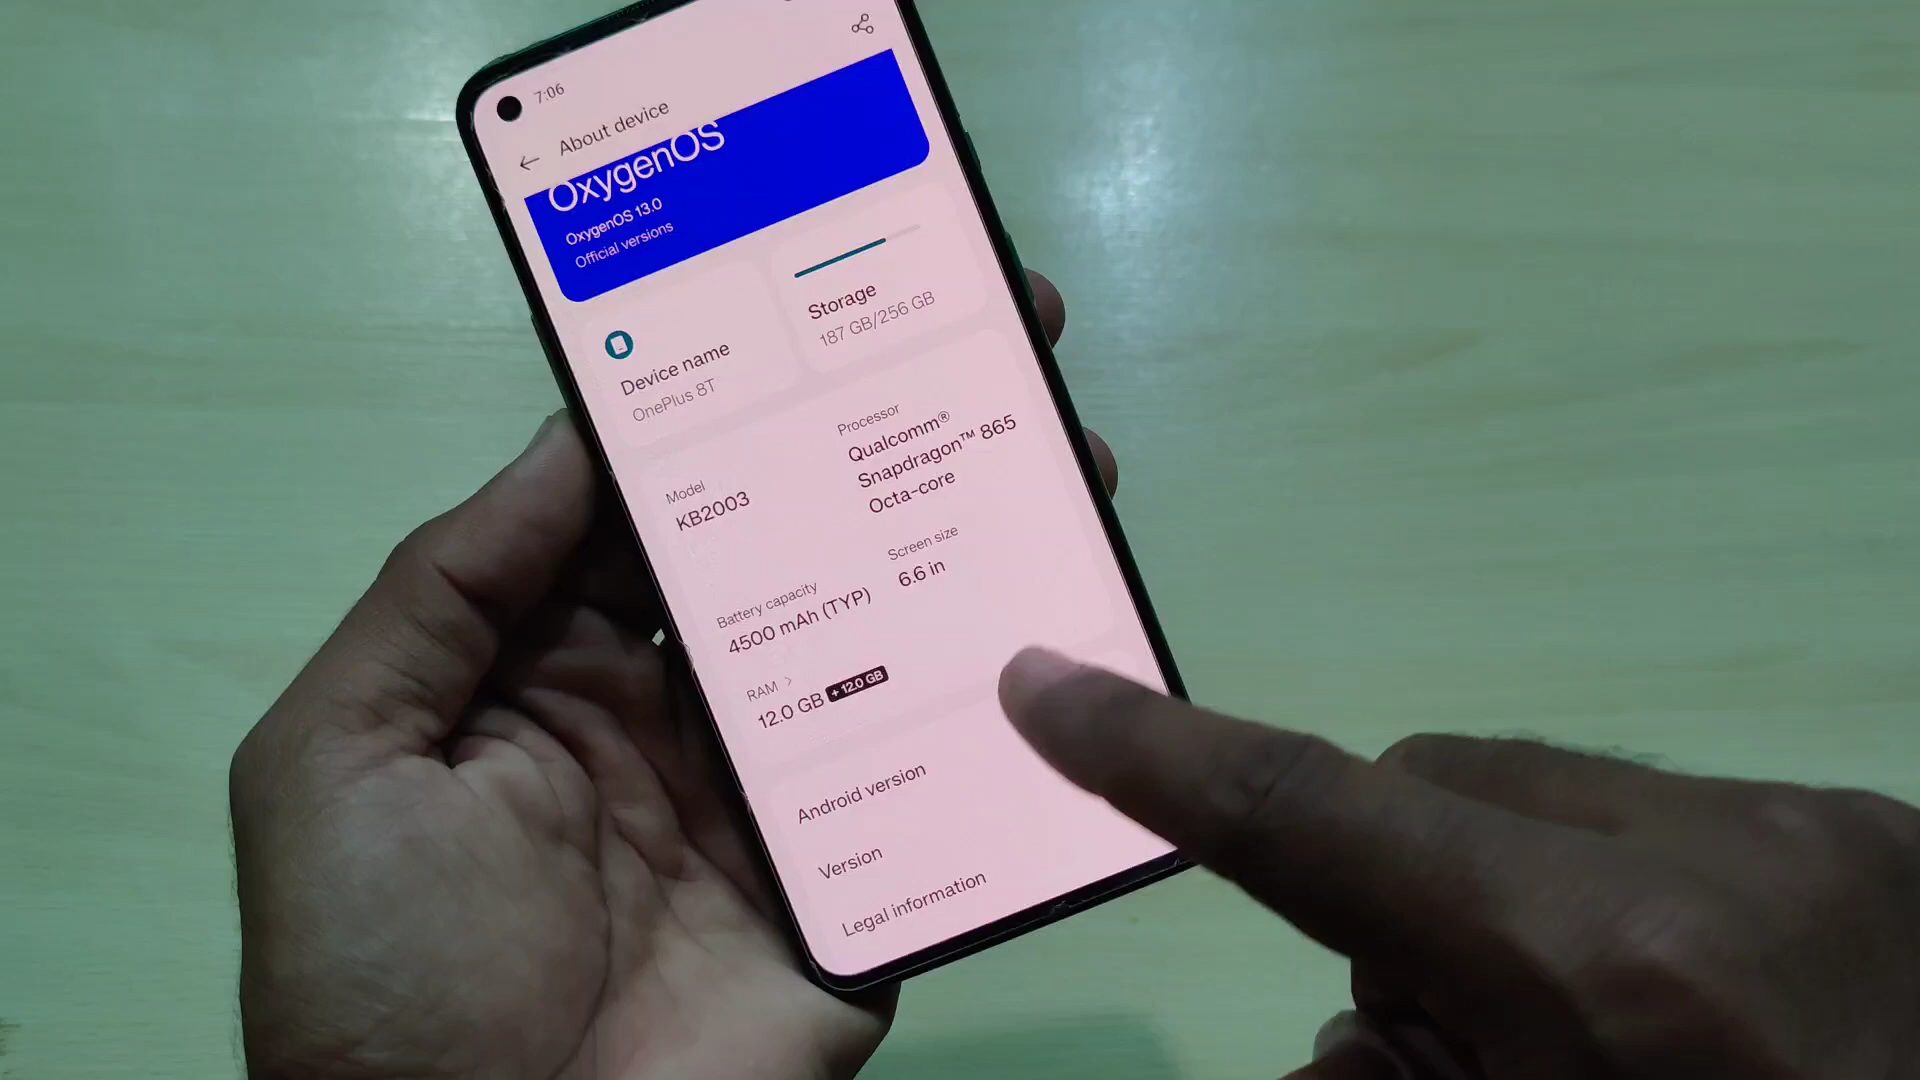 7:06
About device
OxygenOS
OxygenOS 13.0
Official versions
Device name
OnePlus 8T
Storage
187 GB/256 GB
Model
KB2003
Processor
Qualcomm®
Snapdragon™ 865
Octa-core
Battery capacity
4500 mAh (TYP)
Screen size
6.6 in
RAM >
12.0 GB + 12.0 GB
Android version
Version
Legal information